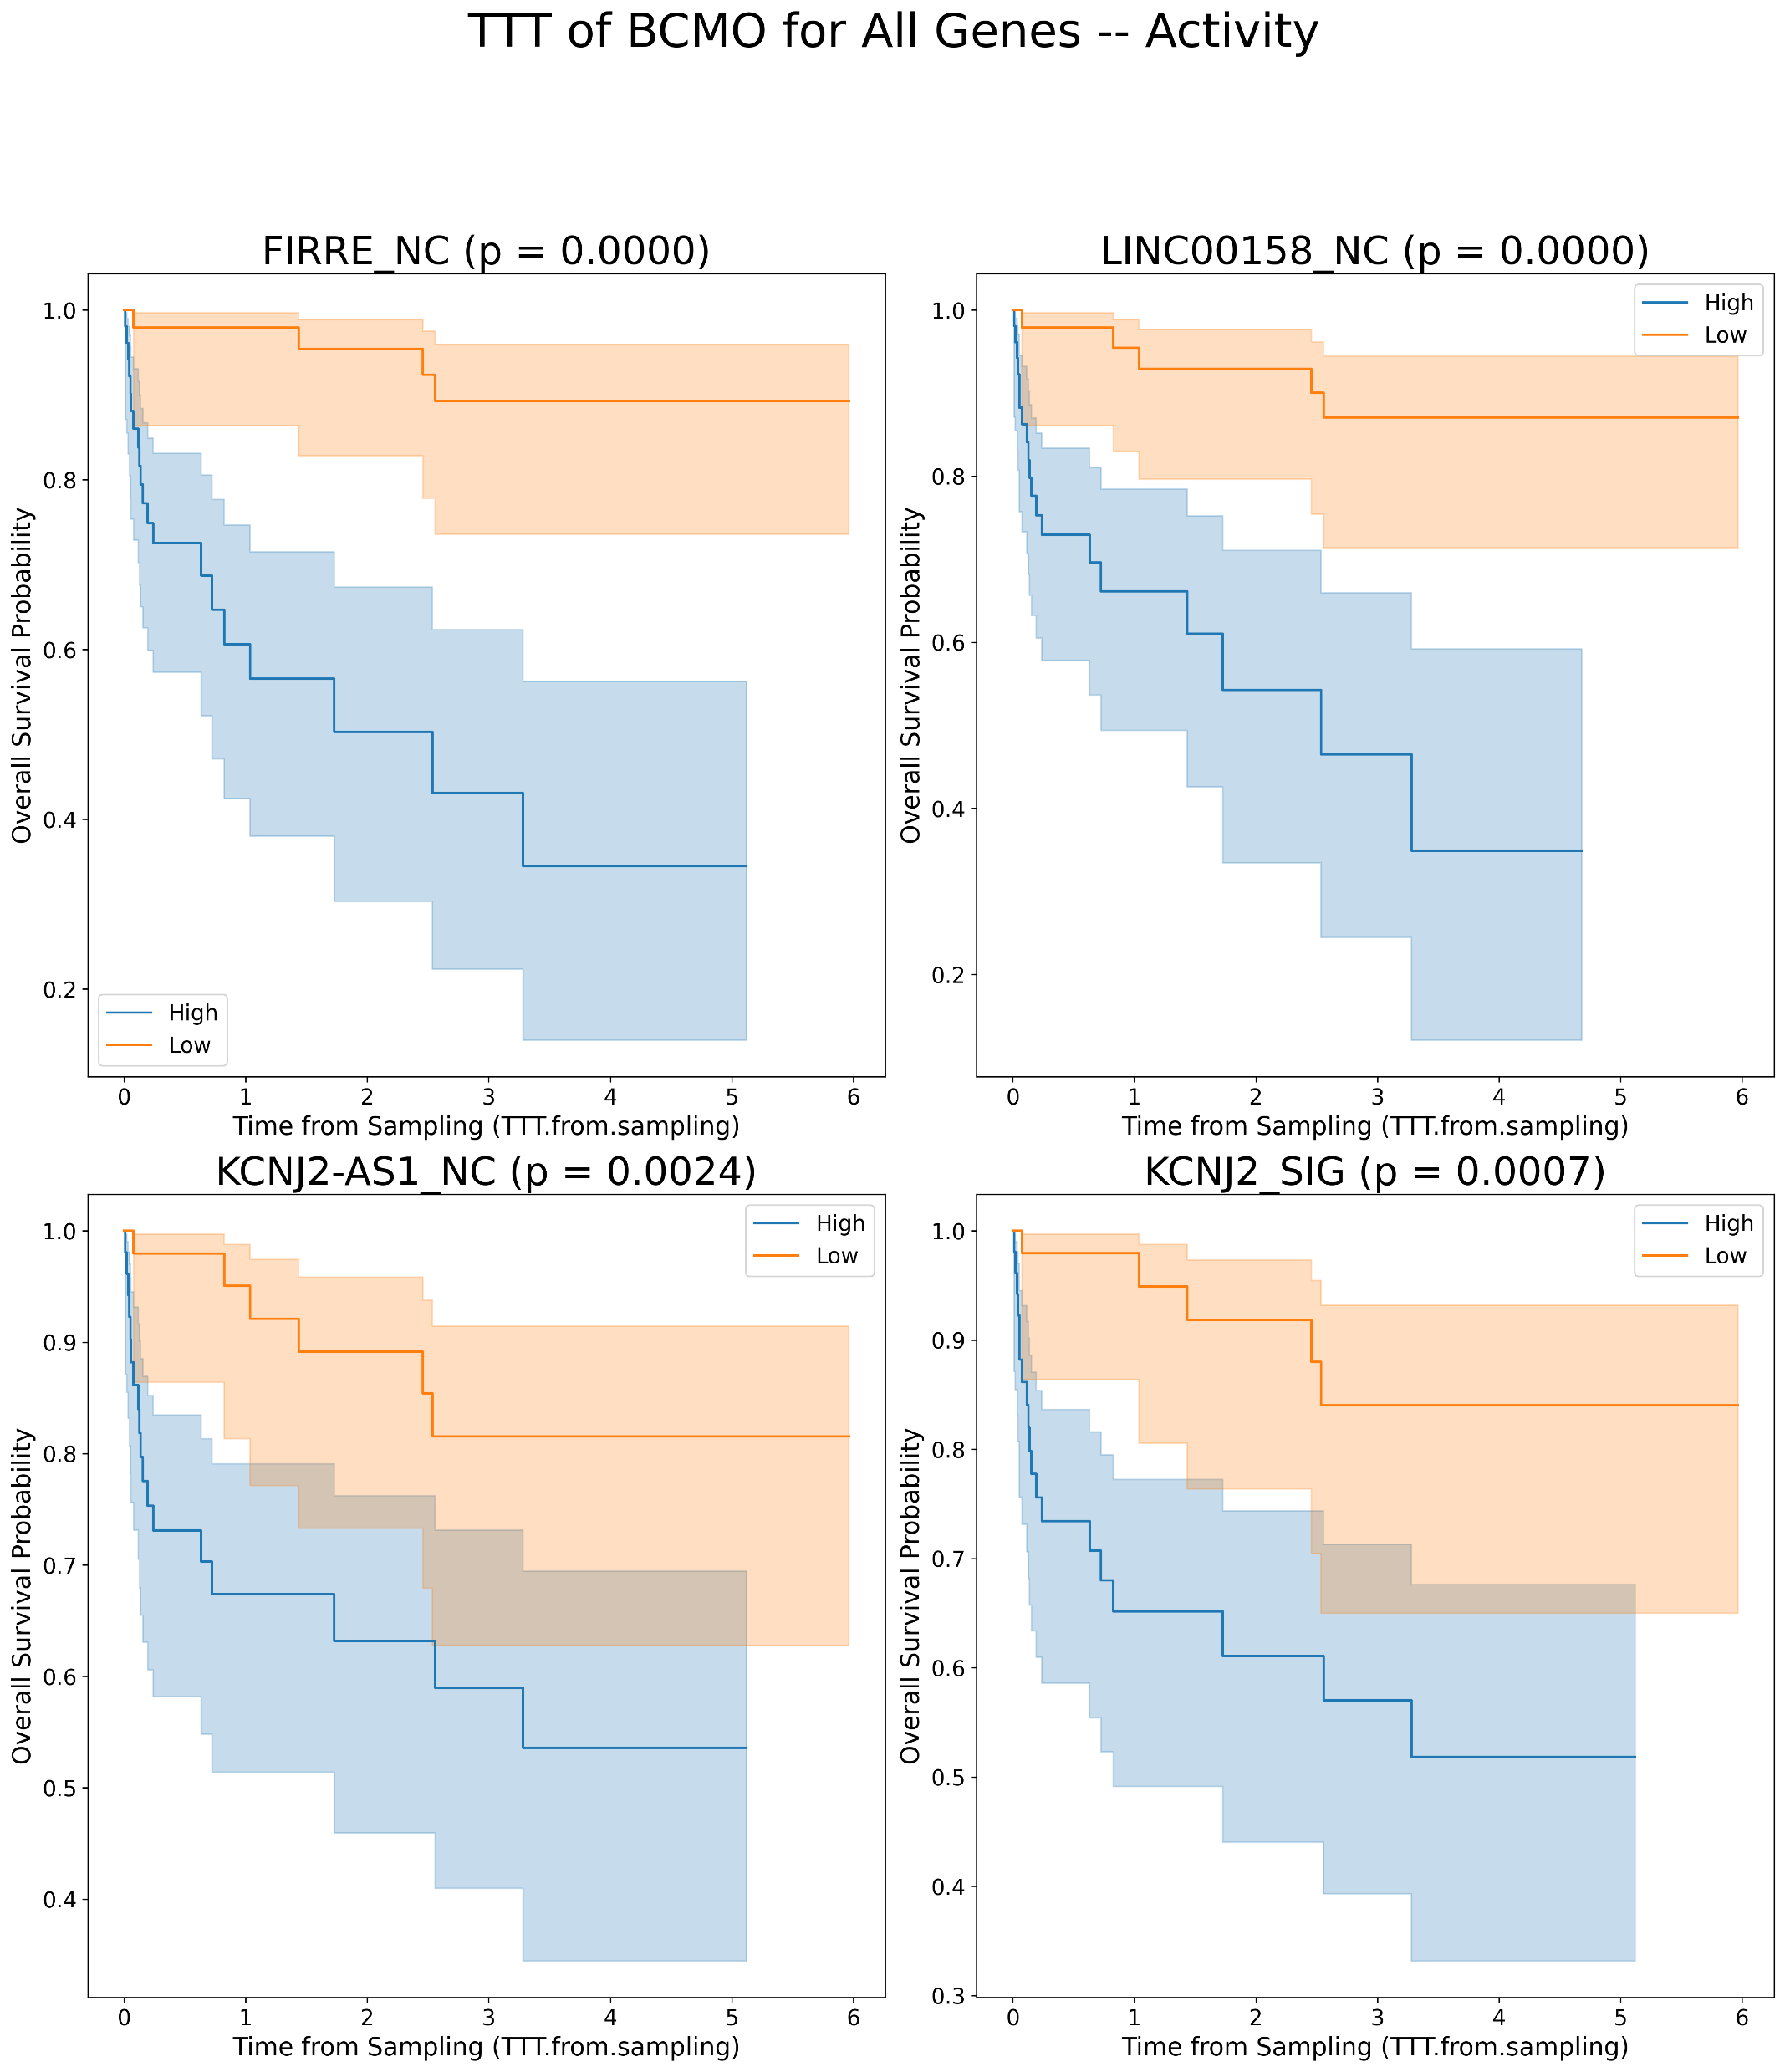 TTT of BCMO for All Genes -- Activity
FIRRE_NC (p = 0.0000)
Overall Survival Probability
1.0
0.8
0.6
0.4
0.2
High
Low
0 1 2 3 4 5 6
Time from Sampling (TTT.from.sampling)
LINC00158_NC (p = 0.0000)
Overall Survival Probability
1.0
0.8
0.6
0.4
0.2
High
Low
0 1 2 3 4 5 6
Time from Sampling (TTT.from.sampling)
KCNJ2-AS1_NC (p = 0.0024)
Overall Survival Probability
1.0
0.9
0.8
0.7
0.6
0.5
0.4
High
Low
0 1 2 3 4 5 6
Time from Sampling (TTT.from.sampling)
KCNJ2_SIG (p = 0.0007)
Overall Survival Probability
1.0
0.9
0.8
0.7
0.6
0.5
0.4
0.3
High
Low
0 1 2 3 4 5 6
Time from Sampling (TTT.from.sampling)